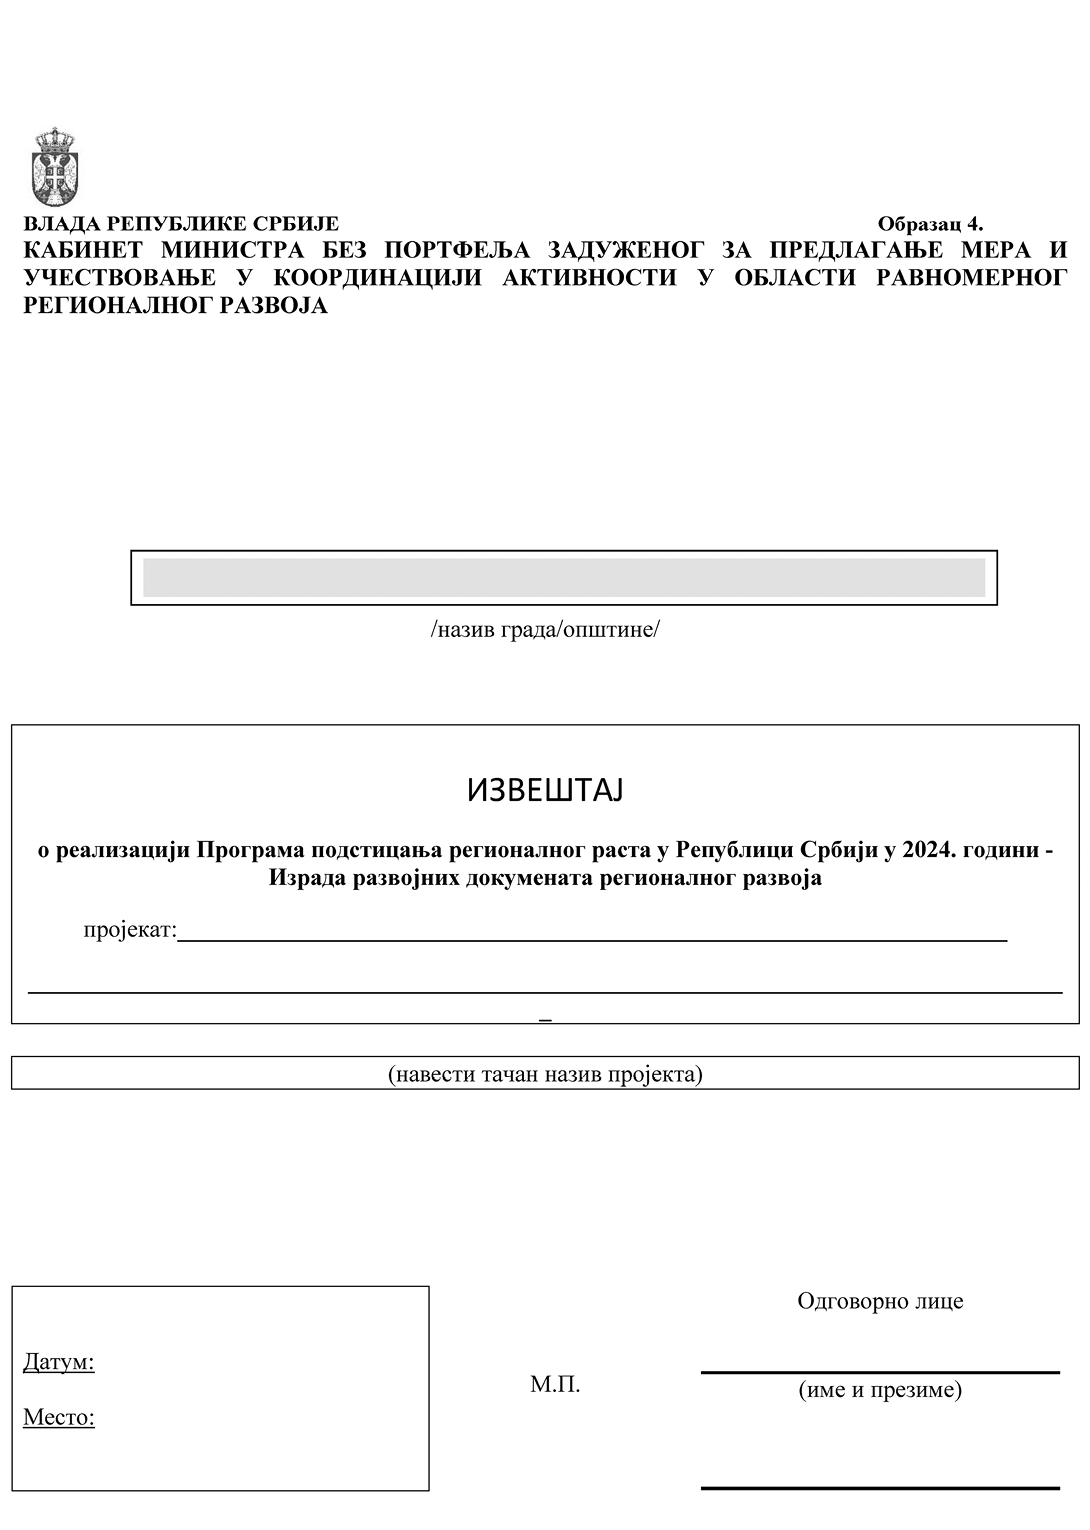 ВЛАДА РЕПУБЛИКЕ СРБИЈЕ Образац 4.
КАБИНЕТ МИНИСТРА БЕЗ ПОРТФЕЉА ЗАДУЖЕНОГ ЗА ПРЕДЛАГАЊЕ МЕРА И
УЧЕСТВОВАЊЕ У КООРДИНАЦИЈИ АКТИВНОСТИ У ОБЛАСТИ РАВНОМЕРНОГ
РЕГИОНАЛНОГ РАЗВОЈА
/назив града/општине/
ИЗВЕШТАЈ
о реализацији Програма подстицања регионалног раста у Републици Србији у 2024. години -
Израда развојних докумената регионалног развоја
пројекат:
(навести тачан назив пројекта)
Одговорно лице
Датум:
М.П.
(име и презиме)
Место: